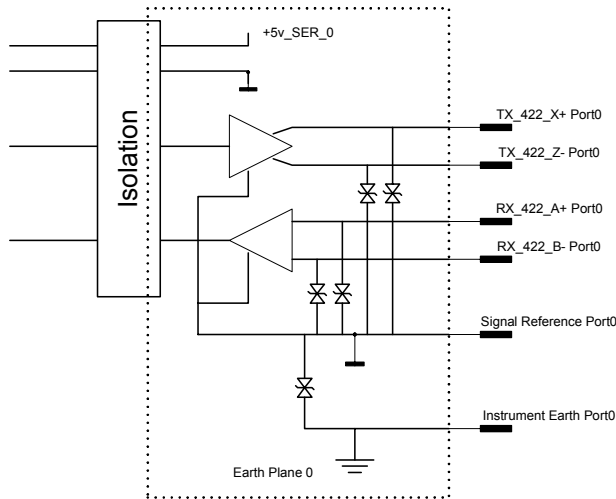 +5v_SER_0
Isolation
TX_422_X+ Port0
TX_422_Z- Port0
RX_422_A+ Port0
RX_422_B- Port0
Signal Reference Port0
Instrument Earth Port0
Earth Plane 0